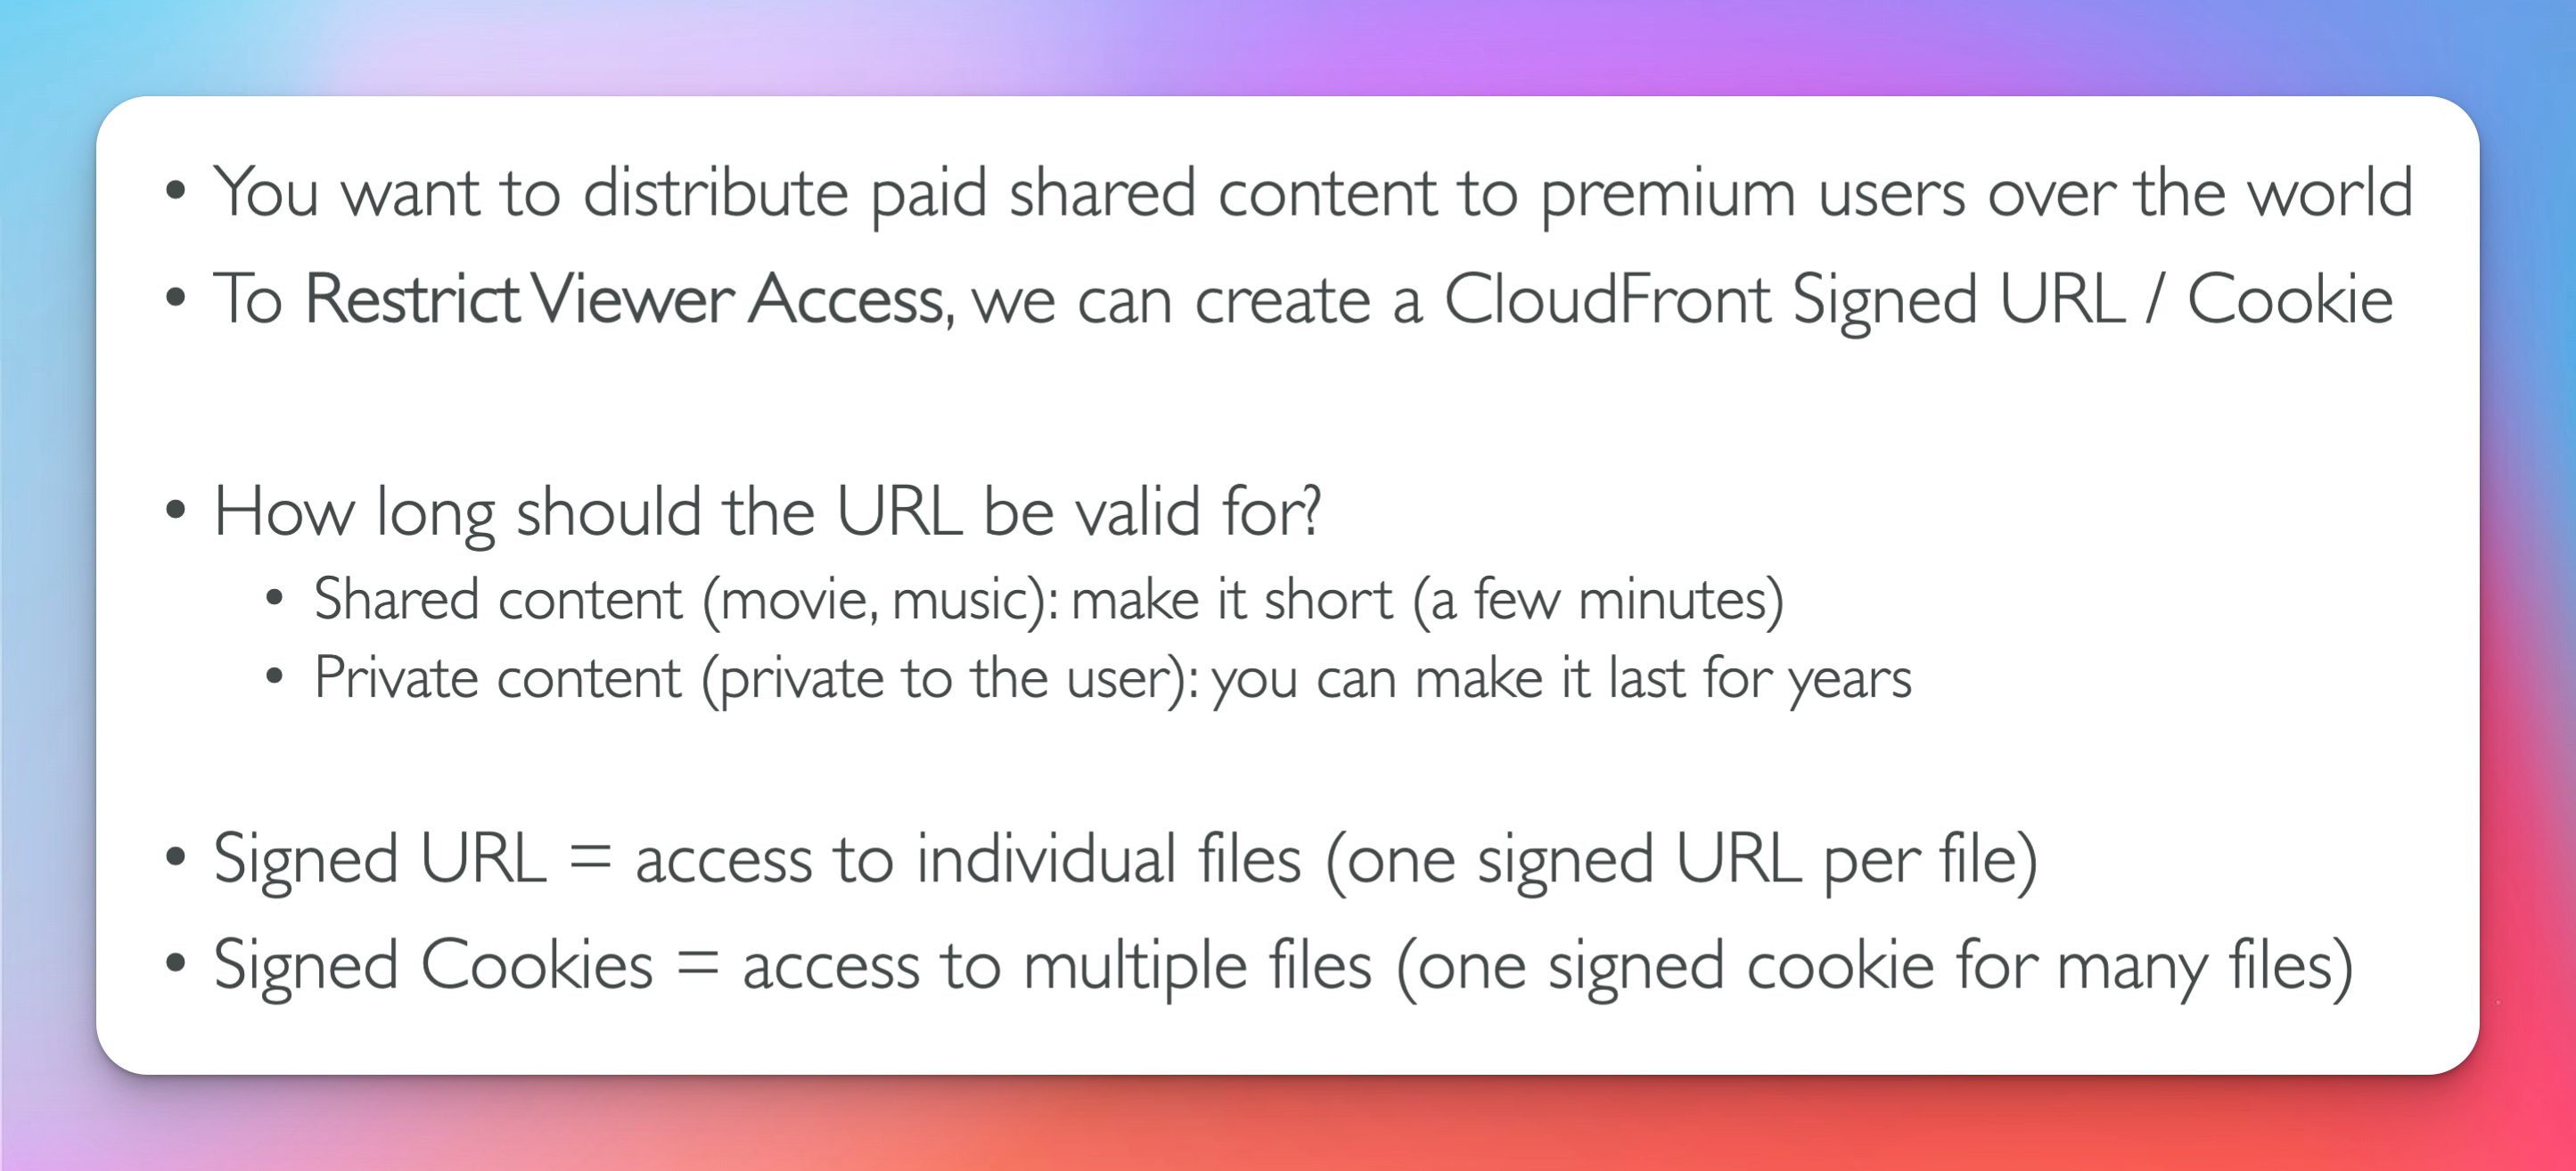 • You want to distribute paid shared content to premium users over the world
• To Restrict Viewer Access, we can create a CloudFront Signed URL / Cookie
• How long should the URL be valid for?
• Shared content (movie, music): make it short (a few minutes)
• Private content (private to the user): you can make it last for years
• Signed URL = access to individual files (one signed URL per file)
• Signed Cookies = access to multiple files (one signed cookie for many files)